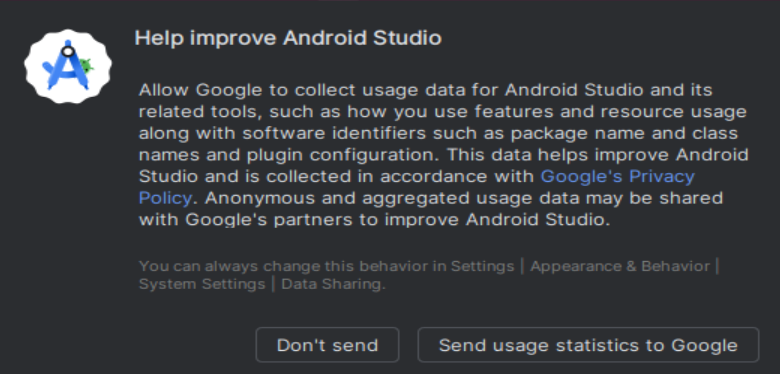 Help improve Android Studio
Allow Google to collect usage data for Android Studio and its
related tools, such as how you use features and resource usage
along with software identifiers such as package name and class
names and plugin configuration. This data helps improve Android
Studio and is collected in accordance with Google's Privacy
Policy. Anonymous and aggregated usage data may be shared
with Google's partners to improve Android Studio.
You can always change this behavior in Settings | Appearance & Behavior |
System Settings | Data Sharing.
Don't send
Send usage statistics to Google